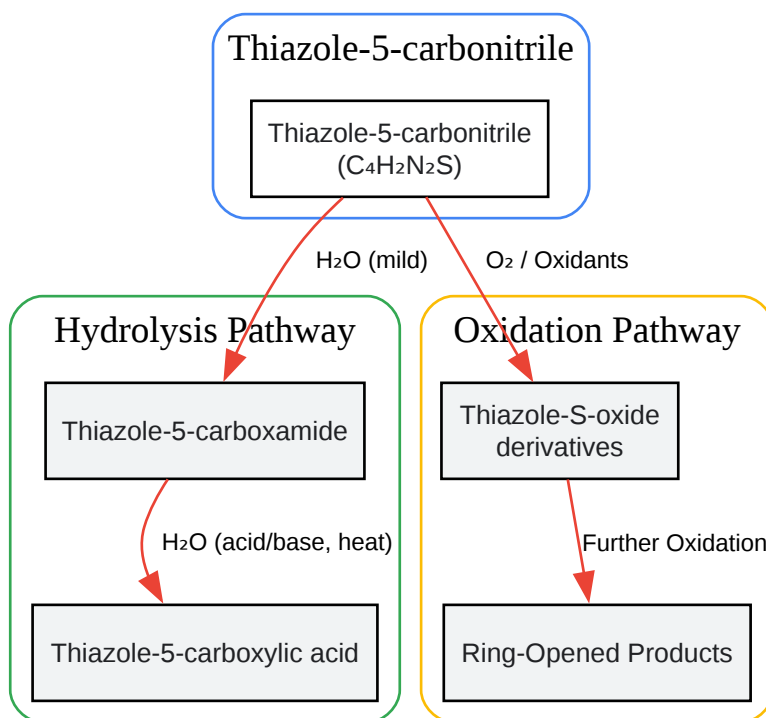 Thiazole-5-carbonitrile
Thiazole-5-carbonitrile
(C₄H₂N₂S)
H₂O (mild)
O₂ / Oxidants
Hydrolysis Pathway
Oxidation Pathway
Thiazole-5-carboxamide
Thiazole-S-oxide
derivatives
H₂O (acid/base, heat)
Further Oxidation
Thiazole-5-carboxylic acid
Ring-Opened Products